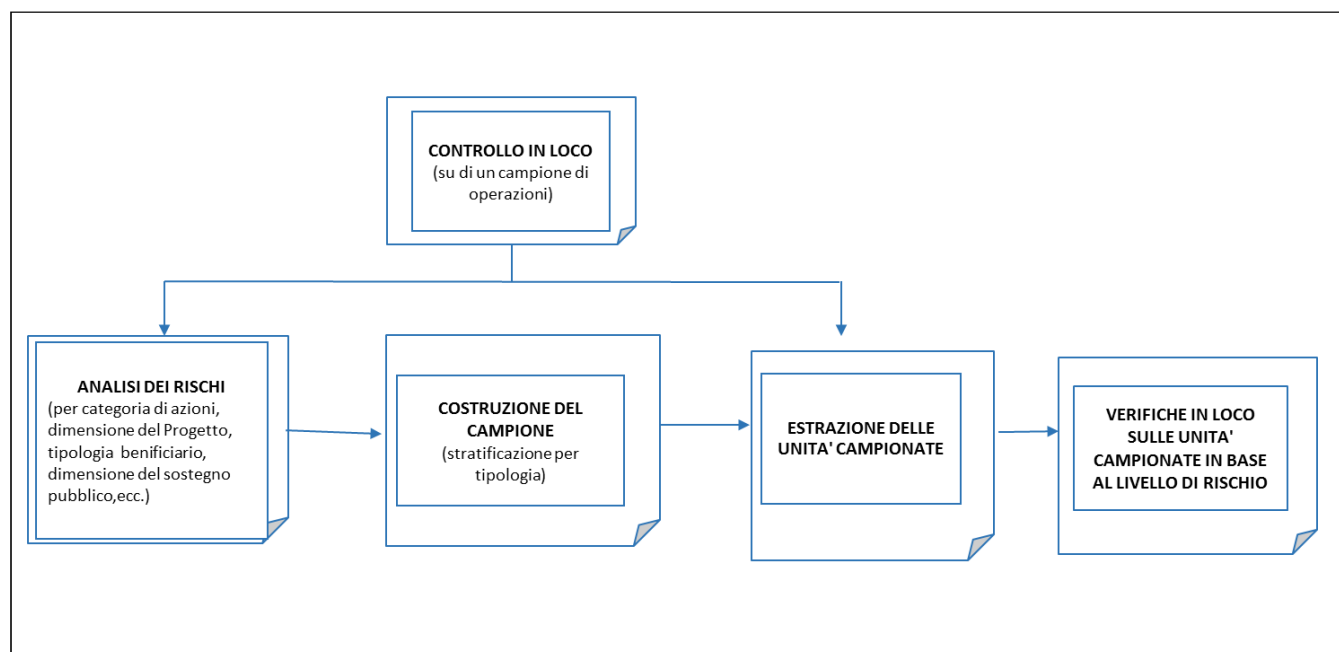 CONTROLLO IN LOCO
(su di un campione di
operazioni)
ANALISI DEI RISCHI
(per categoria di azioni,
dimensione del Progetto,
tipologia benificiario,
dimensione del sostegno
pubblico,ecc.)
COSTRUZIONE DEL
CAMPIONE
(stratificazione per
tipologia)
ESTRAZIONE DELLE
UNITA' CAMPIONATE
VERIFICHE IN LOCO
SULLE UNITA'
CAMPIONATE IN BASE
AL LIVELLO DI RISCHIO